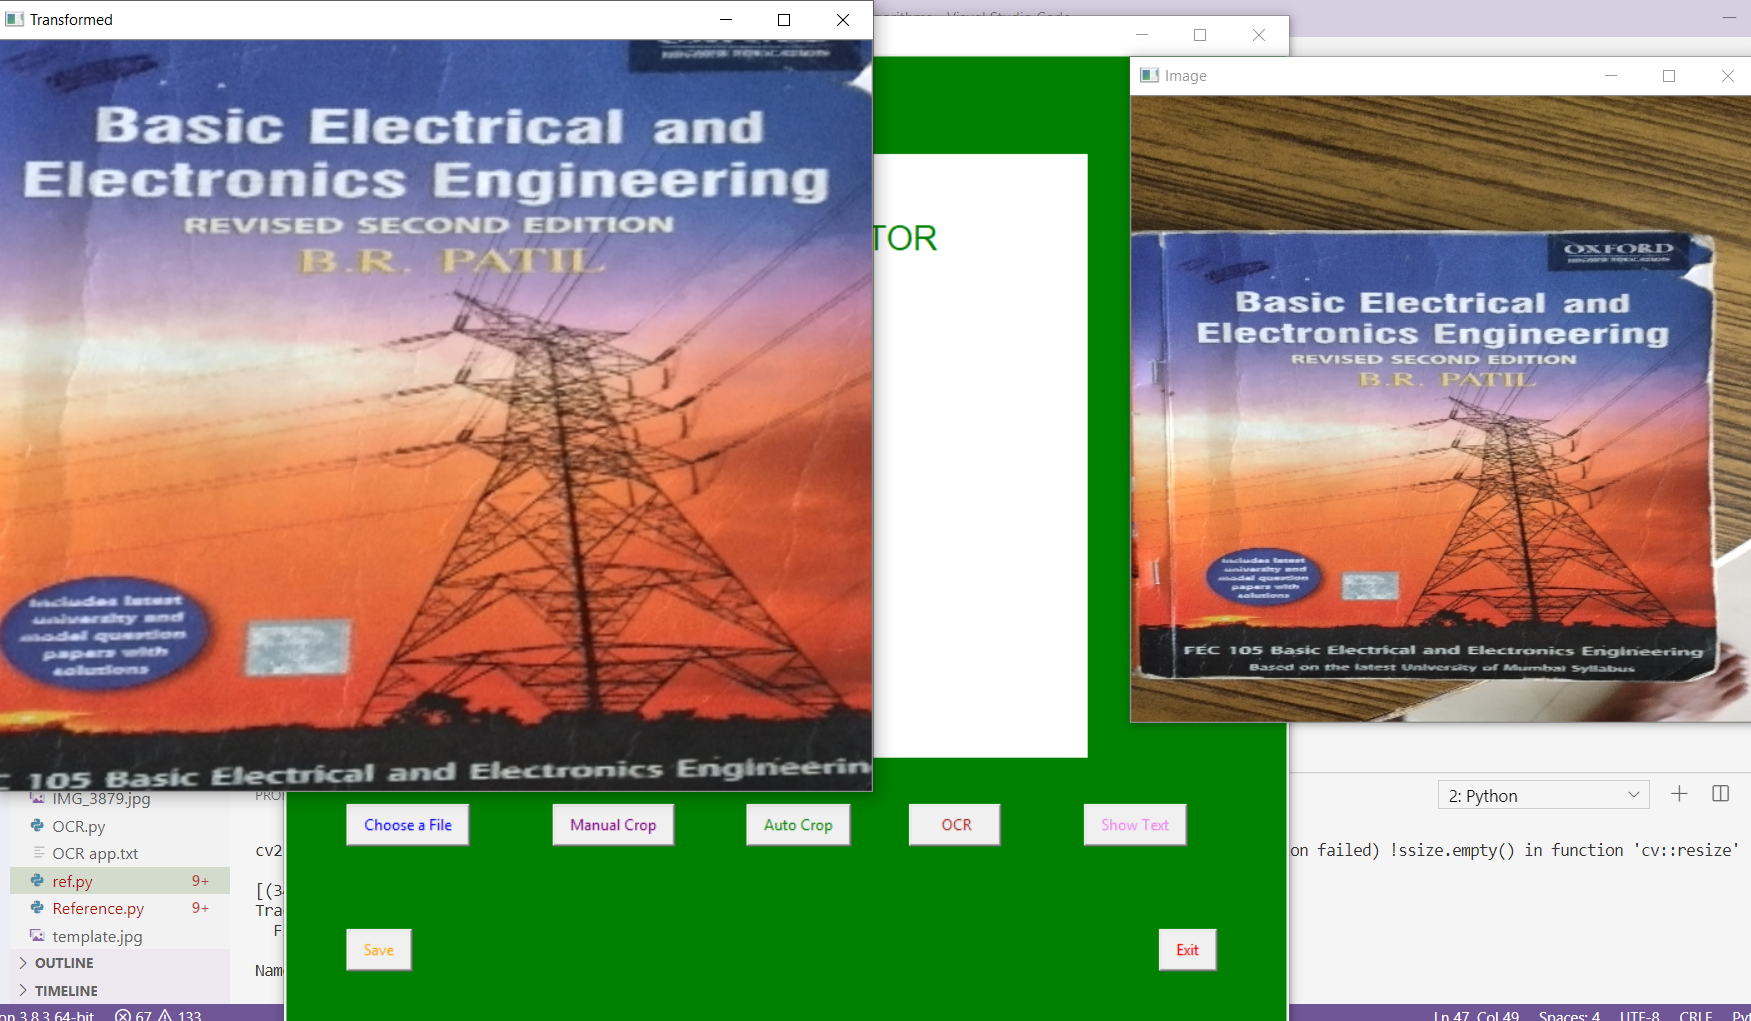 Transformed
Basic Electrical and
Electronics Engineering
REVISED SECOND EDITION
B.R. PATIL
Includes latest
university and
model question
papers with
solutions
105 Basic Electrical and Electronics
TOR
Image
OXFORD
Basic Electrical and
Electronics Engineering
REVISED SECOND EDITION
B.R. PATIL
Includes latest
university and
model question
papers with
solutions
FEC 105 Basic Electrical and Electronics Engineering
Based on the latest University of Mumbai Syllabus
Choose a File
Manual Crop
Auto Crop
OCR
Show Text
Save
Exit
IMG_3879.jpg
OCR.py
OCR app.txt
ref.py 9+
Reference.py 9+
template.jpg
OUTLINE
TIMELINE
2: Python
cv2
on failed) !ssize.empty() in function 'cv::resize'
[(3
Tra
F
Nam
on 3.8.3 64-bit 67 133
Ln 47, Col 49 Spaces: 4 UTF-8 CRLF Pyt